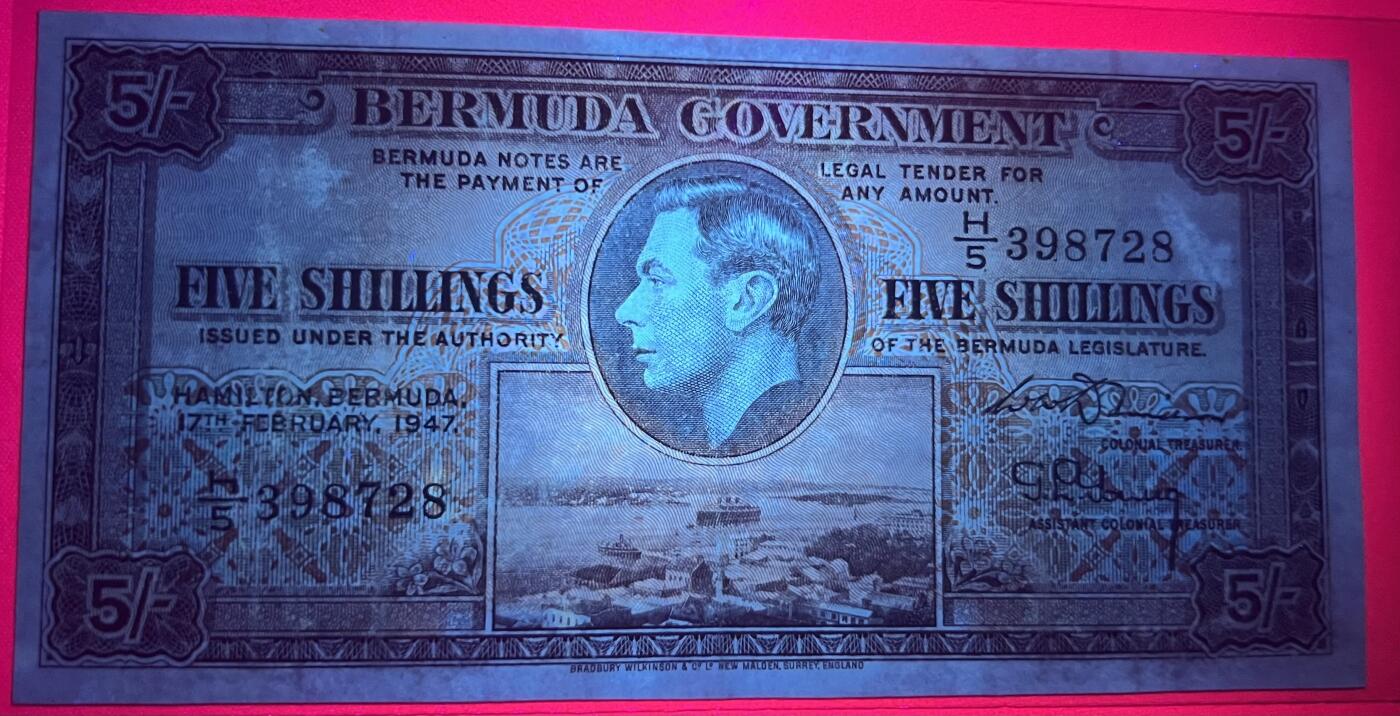 5/-
5/-
BERMUDA GOVERNMENT
BERMUDA NOTES ARE
THE PAYMENT OF
LEGAL TENDER FOR
ANY AMOUNT.
H/5 398728
FIVE SHILLINGS
FIVE SHILLINGS
ISSUED UNDER THE AUTHORITY
OF THE BERMUDA LEGISLATURE.
HAMILTON, BERMUDA,
17TH FEBRUARY, 1947.
COLONIAL TREASURER.
H/5 398728
ASSISTANT COLONIAL TREASURER
5/-
5/-
BRADBURY WILKINSON & Cº Lº NEW MALDEN, SURREY, ENGLAND